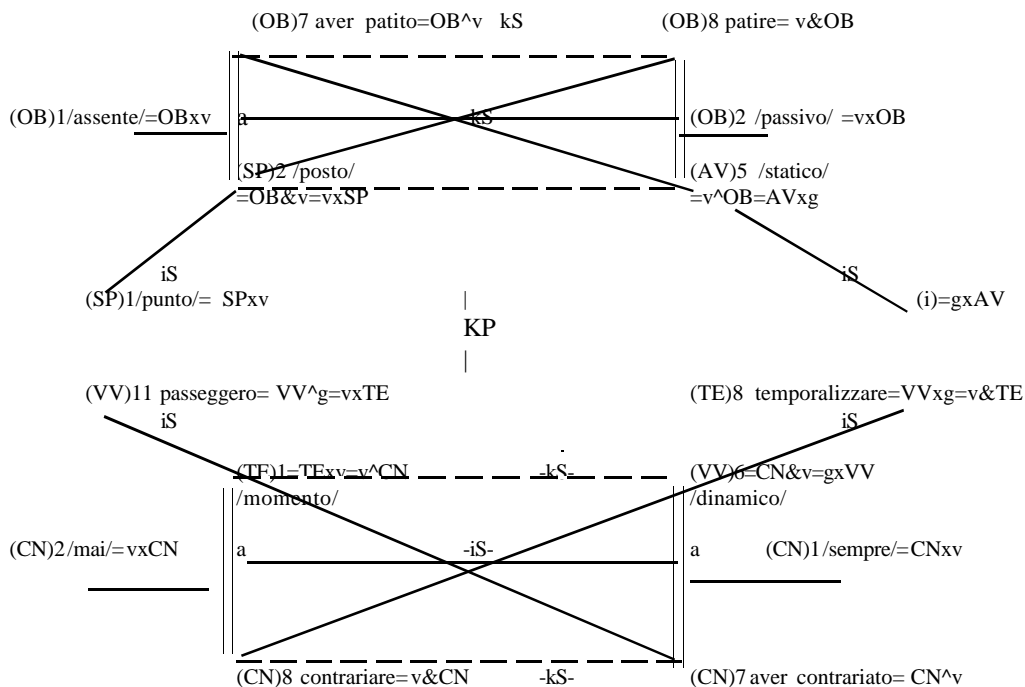 (OB)7 aver patito=OB^v kS (OB)8 patire= v&OB
(OB)1/assente/=OBxv a kS (OB)2 /passivo/ =vxOB
(SP)2 /posto/ (AV)5 /statico/
=OB&v=vxSP =v^OB=AVxg
iS iS
(SP)1/punto/= SPxv | (i)=gxAV
KP
|
(VV)11 passeggero= VV^g=vxTE (TE)8 temporalizzare=VVxg=v&TE
iS iS
(TE)1=TExv=v^CN -kS- (VV)6=CN&v=gxVV
/momento/ /dinamico/
(CN)2/mai/=vxCN a -iS- a (CN)1/sempre/=CNxv
(CN)8 contrariare=v&CN -kS- (CN)7 aver contrariato= CN^v